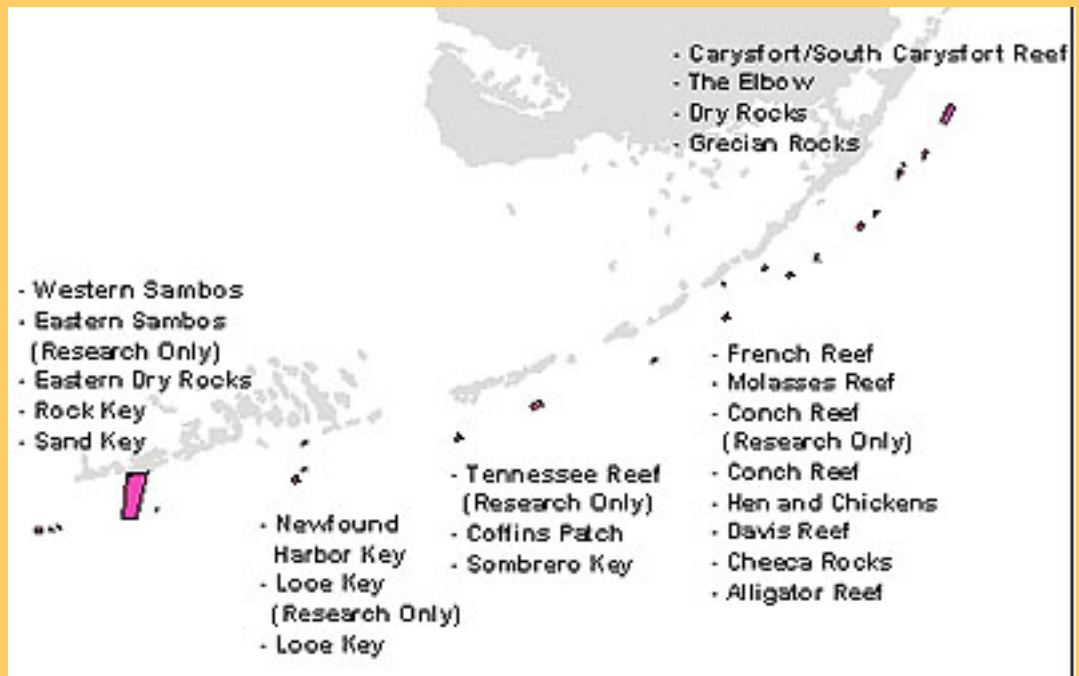 - Carysfort/South Carysfort Reef
- The Elbow
- Dry Rocks
- Grecian Rocks
- Western Sambos
- Eastern Sambos
(Research Only)
- Eastern Dry Rocks
- Rock Key
- Sand Key
- Newfound
Harbor Key
- Looe Key
(Research Only)
- Looe Key
- Tennessee Reef
(Research Only)
- Coffins Patch
- Sombrero Key
- French Reef
- Molasses Reef
- Conch Reef
(Research Only)
- Conch Reef
- Hen and Chickens
- Davis Reef
- Cheeca Rocks
- Alligator Reef